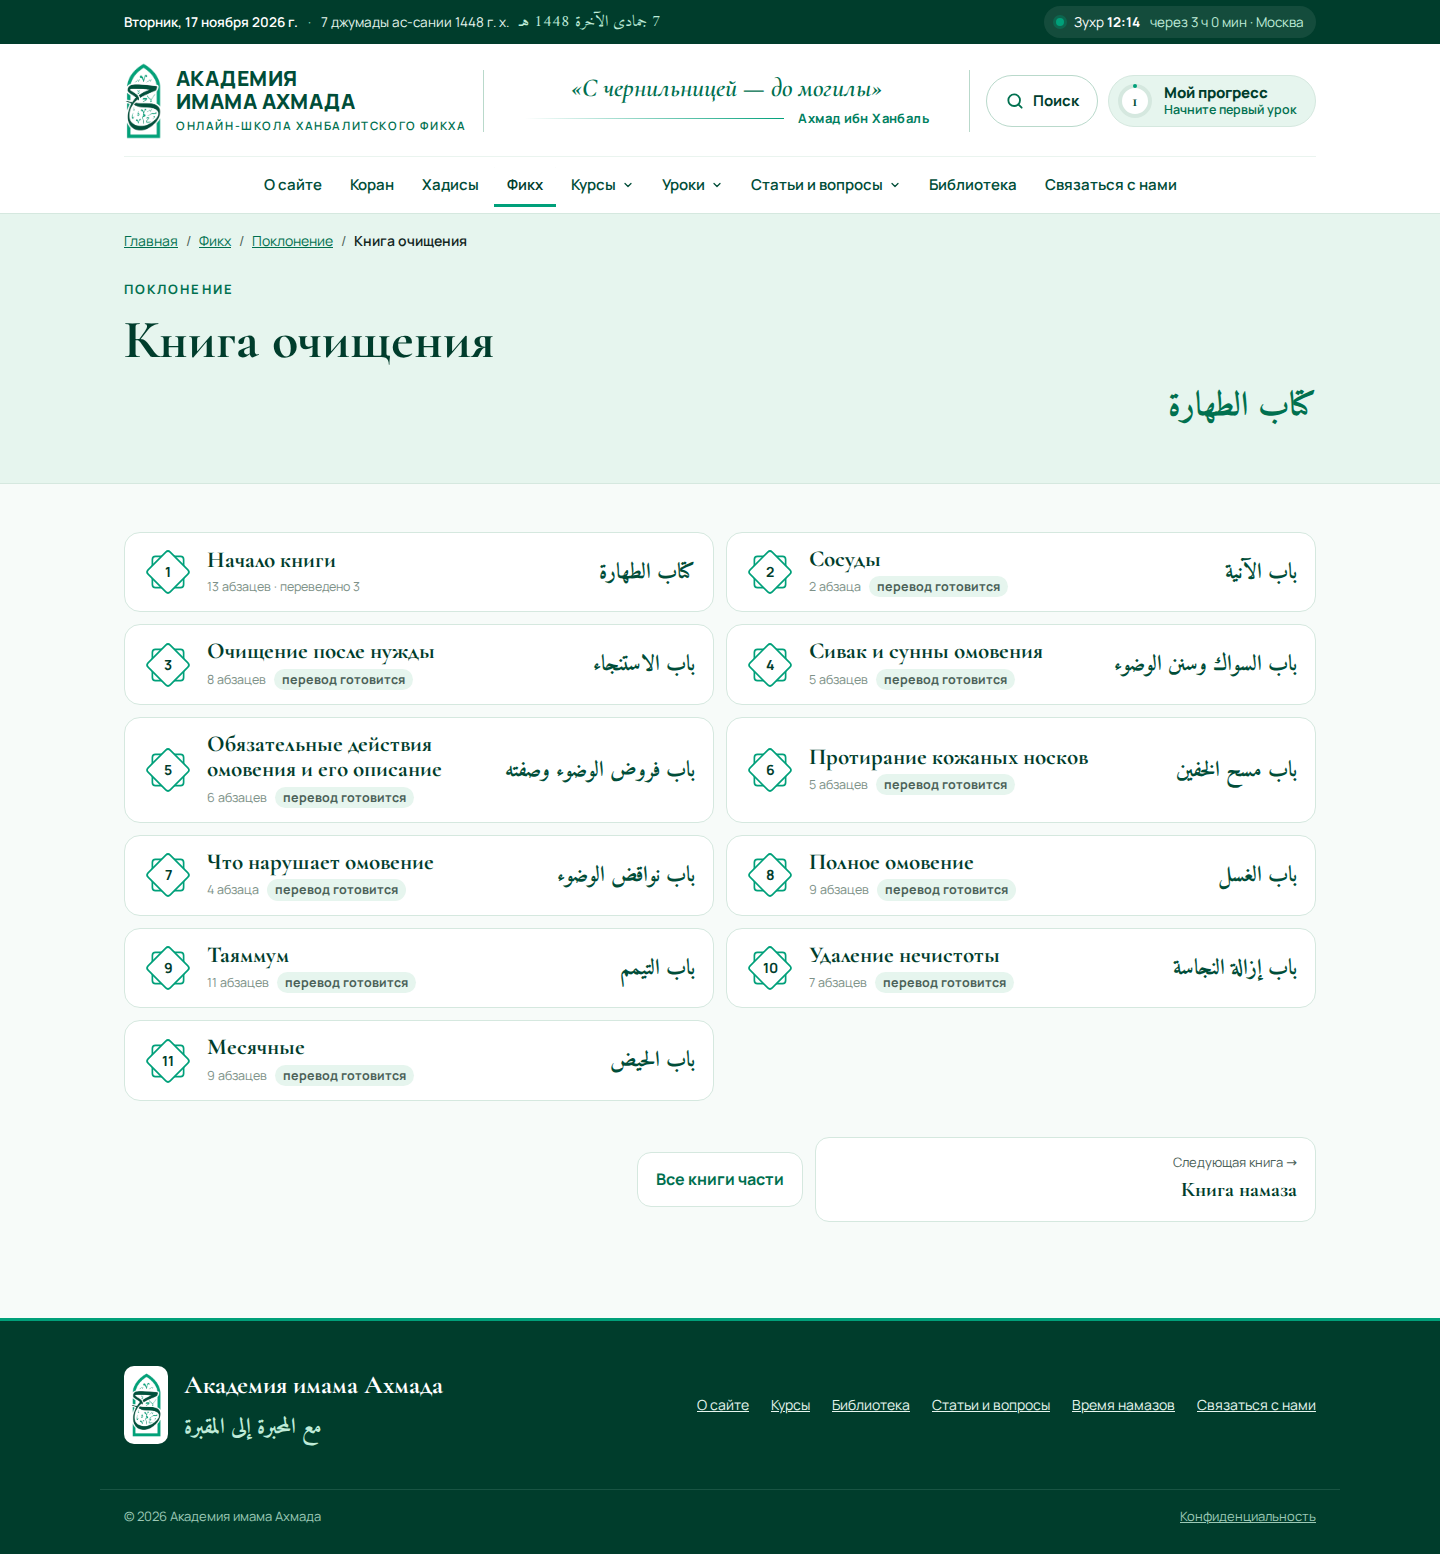 Вторник, 17 ноября 2026 г. · 7 джумады ас-сании 1448 г. х. 7 جمادى الآخرة 1448 هـ
Зухр 12:14 через 3 ч 0 мин · Москва
АКАДЕМИЯ
ИМАМА АХМАДА
ОНЛАЙН-ШКОЛА ХАНБАЛИТСКОГО ФИКХА
«С чернильницей — до могилы»
Ахмад ибн Ханбаль
Поиск
1
Мой прогресс
Начните первый урок
О сайте Коран Хадисы Фикх Курсы Уроки Статьи и вопросы Библиотека Связаться с нами
Главная / Фикх / Поклонение / Книга очищения
ПОКЛОНЕНИЕ
Книга очищения
كتاب الطهارة
1
Начало книги
13 абзацев · переведено 3
كتاب الطهارة
2
Сосуды
2 абзаца перевод готовится
باب الآنية
3
Очищение после нужды
8 абзацев перевод готовится
باب الاستنجاء
4
Сивак и сунны омовения
5 абзацев перевод готовится
باب السواك وسنن الوضوء
5
Обязательные действия
омовения и его описание
6 абзацев перевод готовится
باب فروض الوضوء وصفته
6
Протирание кожаных носков
5 абзацев перевод готовится
باب مسح الخفين
7
Что нарушает омовение
4 абзаца перевод готовится
باب نواقض الوضوء
8
Полное омовение
9 абзацев перевод готовится
باب الغسل
9
Таяммум
11 абзацев перевод готовится
باب التيمم
10
Удаление нечистоты
7 абзацев перевод готовится
باب إزالة النجاسة
11
Месячные
9 абзацев перевод готовится
باب الحيض
Все книги части
Следующая книга →
Книга намаза
Академия имама Ахмада
مع المحبرة إلى المقبرة
О сайте Курсы Библиотека Статьи и вопросы Время намазов Связаться с нами
© 2026 Академия имама Ахмада
Конфиденциальность